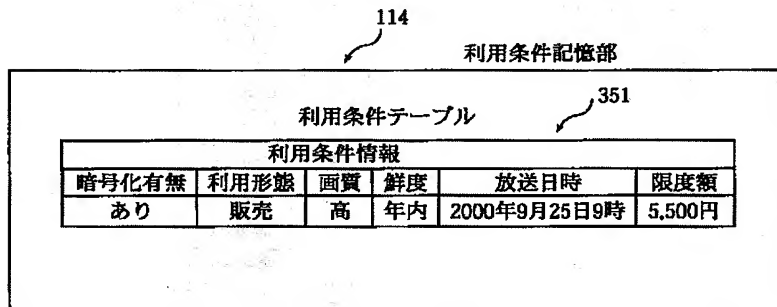 114
利用条件記憶部
利用条件テーブル
351
利用条件情報
暗号化有無 利用形態 画質 鮮度 放送日時 限度額
あり 販売 高 年内 2000年9月25日9時 5,500円